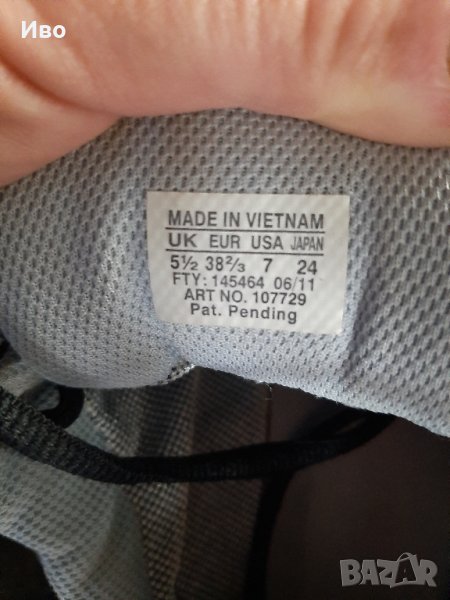 Иво
MADE IN VIETNAM
UK EUR USA JAPAN
5½ 38⅔ 7 24
FTY: 145464 06/11
ART NO. 107729
Pat. Pending
BAZAR